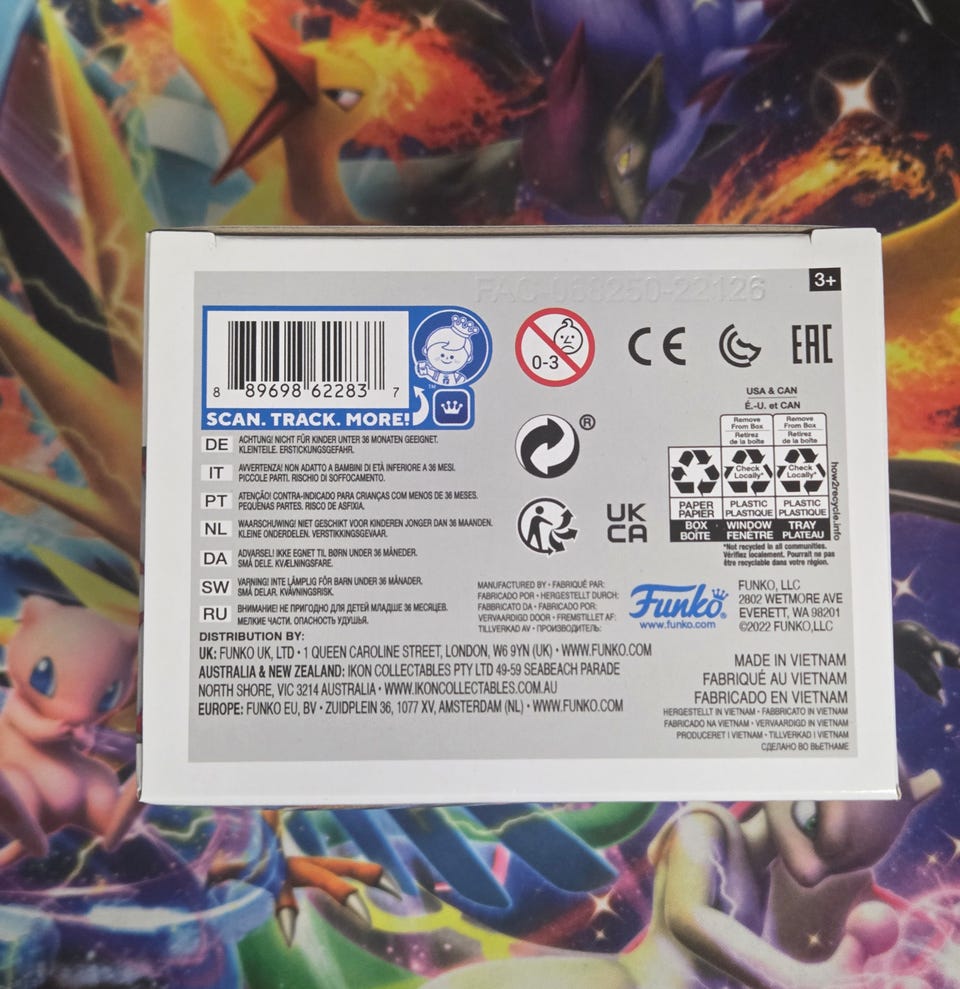 FAC-068250-22126
3+
8 89698 62283 7
SCAN. TRACK. MORE!
TM
0-3
CE
EAC
DE ACHTUNG! NICHT FÜR KINDER UNTER 36 MONATEN GEEIGNET.
KLEINTEILE. ERSTICKUNGSGEFAHR.
IT AVVERTENZA! NON ADATTO A BAMBINI DI ETÀ INFERIORE A 36 MESI.
PICCOLE PARTI. RISCHIO DI SOFFOCAMENTO.
PT ATENÇÃO! CONTRA-INDICADO PARA CRIANÇAS COM MENOS DE 36 MESES.
PEQUENAS PARTES. RISCO DE ASFIXIA.
NL WAARSCHUWING! NIET GESCHIKT VOOR KINDEREN JONGER DAN 36 MAANDEN.
KLEINE ONDERDELEN. VERSTIKKINGSGEVAAR.
DA ADVARSEL! IKKE EGNET TIL BØRN UNDER 36 MÅNEDER.
SMÅ DELE. KVÆLNINGSFARE.
SW VARNING! INTE LÄMPLIG FÖR BARN UNDER 36 MÅNADER.
SMÅ DELAR. KVÄVNINGSRISK.
RU ВНИМАНИЕ! НЕ ПРИГОДНО ДЛЯ ДЕТЕЙ МЛАДШЕ 36 МЕСЯЦЕВ.
МЕЛКИЕ ЧАСТИ. ОПАСНОСТЬ УДУШЬЯ.
®
UK
CA
USA & CAN
É.-U. et CAN
Remove
From Box
Retirez
de la boîte
Remove
From Box
Retirez
de la boîte
Check
Locally*
Check
Locally*
PAPER
PAPIER
PLASTIC
PLASTIQUE
PLASTIC
PLASTIQUE
BOX
BOÎTE
WINDOW
FENÊTRE
TRAY
PLATEAU
how2recycle.info
*Not recycled in all communities.
Vérifiez localement. Pourrait ne pas
être recyclable dans votre région.
MANUFACTURED BY • FABRIQUÉ PAR:
FABRICADO POR • HERGESTELLT DURCH:
FABBRICATO DA • FABRICADO POR:
VERVAARDIGD DOOR • FREMSTILLET AF:
TILLVERKAD AV • ПРОИЗВОДИТЕЛЬ:
Funko®
www.funko.com
FUNKO, LLC
2802 WETMORE AVE
EVERETT, WA 98201
©2022 FUNKO,LLC
DISTRIBUTION BY:
UK: FUNKO UK, LTD • 1 QUEEN CAROLINE STREET, LONDON, W6 9YN (UK) • WWW.FUNKO.COM
AUSTRALIA & NEW ZEALAND: IKON COLLECTABLES PTY LTD 49-59 SEABEACH PARADE
NORTH SHORE, VIC 3214 AUSTRALIA • WWW.IKONCOLLECTABLES.COM.AU
EUROPE: FUNKO EU, BV • ZUIDPLEIN 36, 1077 XV, AMSTERDAM (NL) • WWW.FUNKO.COM
MADE IN VIETNAM
FABRIQUÉ AU VIETNAM
FABRICADO EN VIETNAM
HERGESTELLT IN VIETNAM • FABBRICATO IN VIETNAM
FABRICADO NA VIETNAM • VERVAARDIGD IN VIETNAM
PRODUCERET I VIETNAM • TILLVERKAD I VIETNAM
СДЕЛАНО ВО ВЬЕТНАМЕ